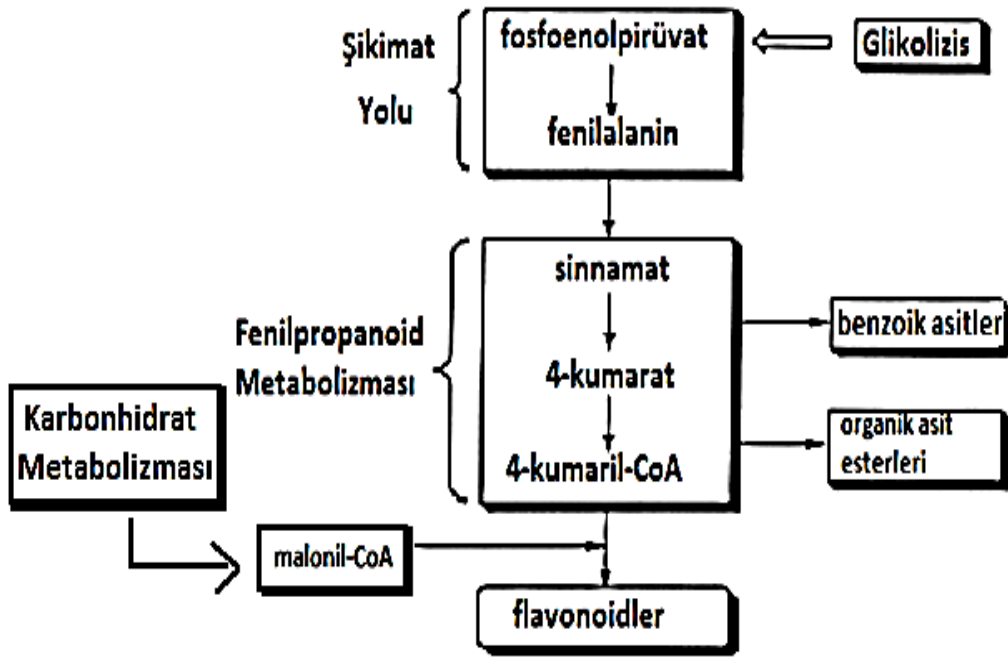 Şikimat
Yolu
fosfoenolpirüvat
fenilalanin
Glikolizis
Fenilpropanoid
Metabolizması
sinnamat
4-kumarat
4-kumaril-CoA
benzoik asitler
organik asit
esterleri
Karbonhidrat
Metabolizması
malonil-CoA
flavonoidler